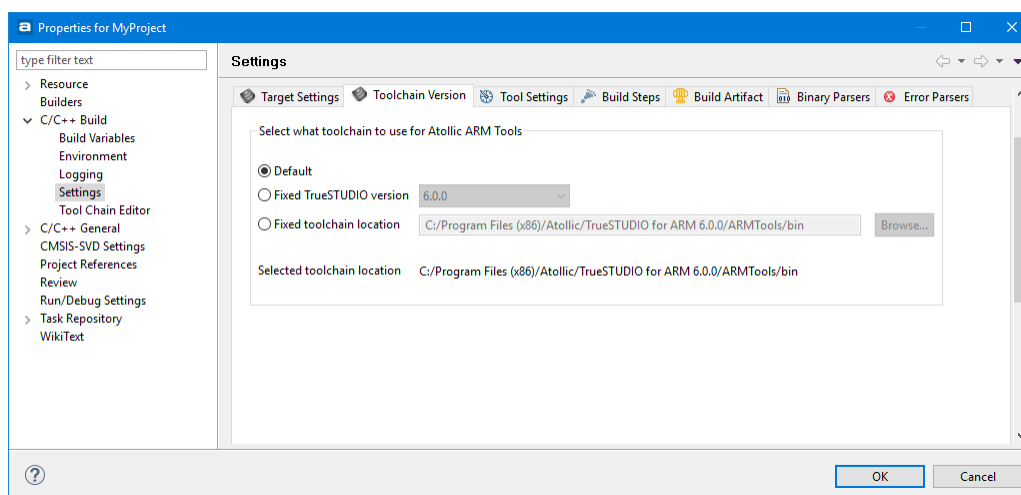 a Properties for MyProject
type filter text
Settings
Resource
Builders
C/C++ Build
Build Variables
Environment
Logging
Settings
Tool Chain Editor
C/C++ General
CMSIS-SVD Settings
Project References
Review
Run/Debug Settings
Task Repository
WikiText
Target Settings Toolchain Version Tool Settings Build Steps Build Artifact 010 Binary Parsers Error Parsers
Select what toolchain to use for Atollic ARM Tools
Default
Fixed TrueSTUDIO version 6.0.0
Fixed toolchain location C:/Program Files (x86)/Atollic/TrueSTUDIO for ARM 6.0.0/ARMTools/bin Browse...
Selected toolchain location C:/Program Files (x86)/Atollic/TrueSTUDIO for ARM 6.0.0/ARMTools/bin
? OK Cancel